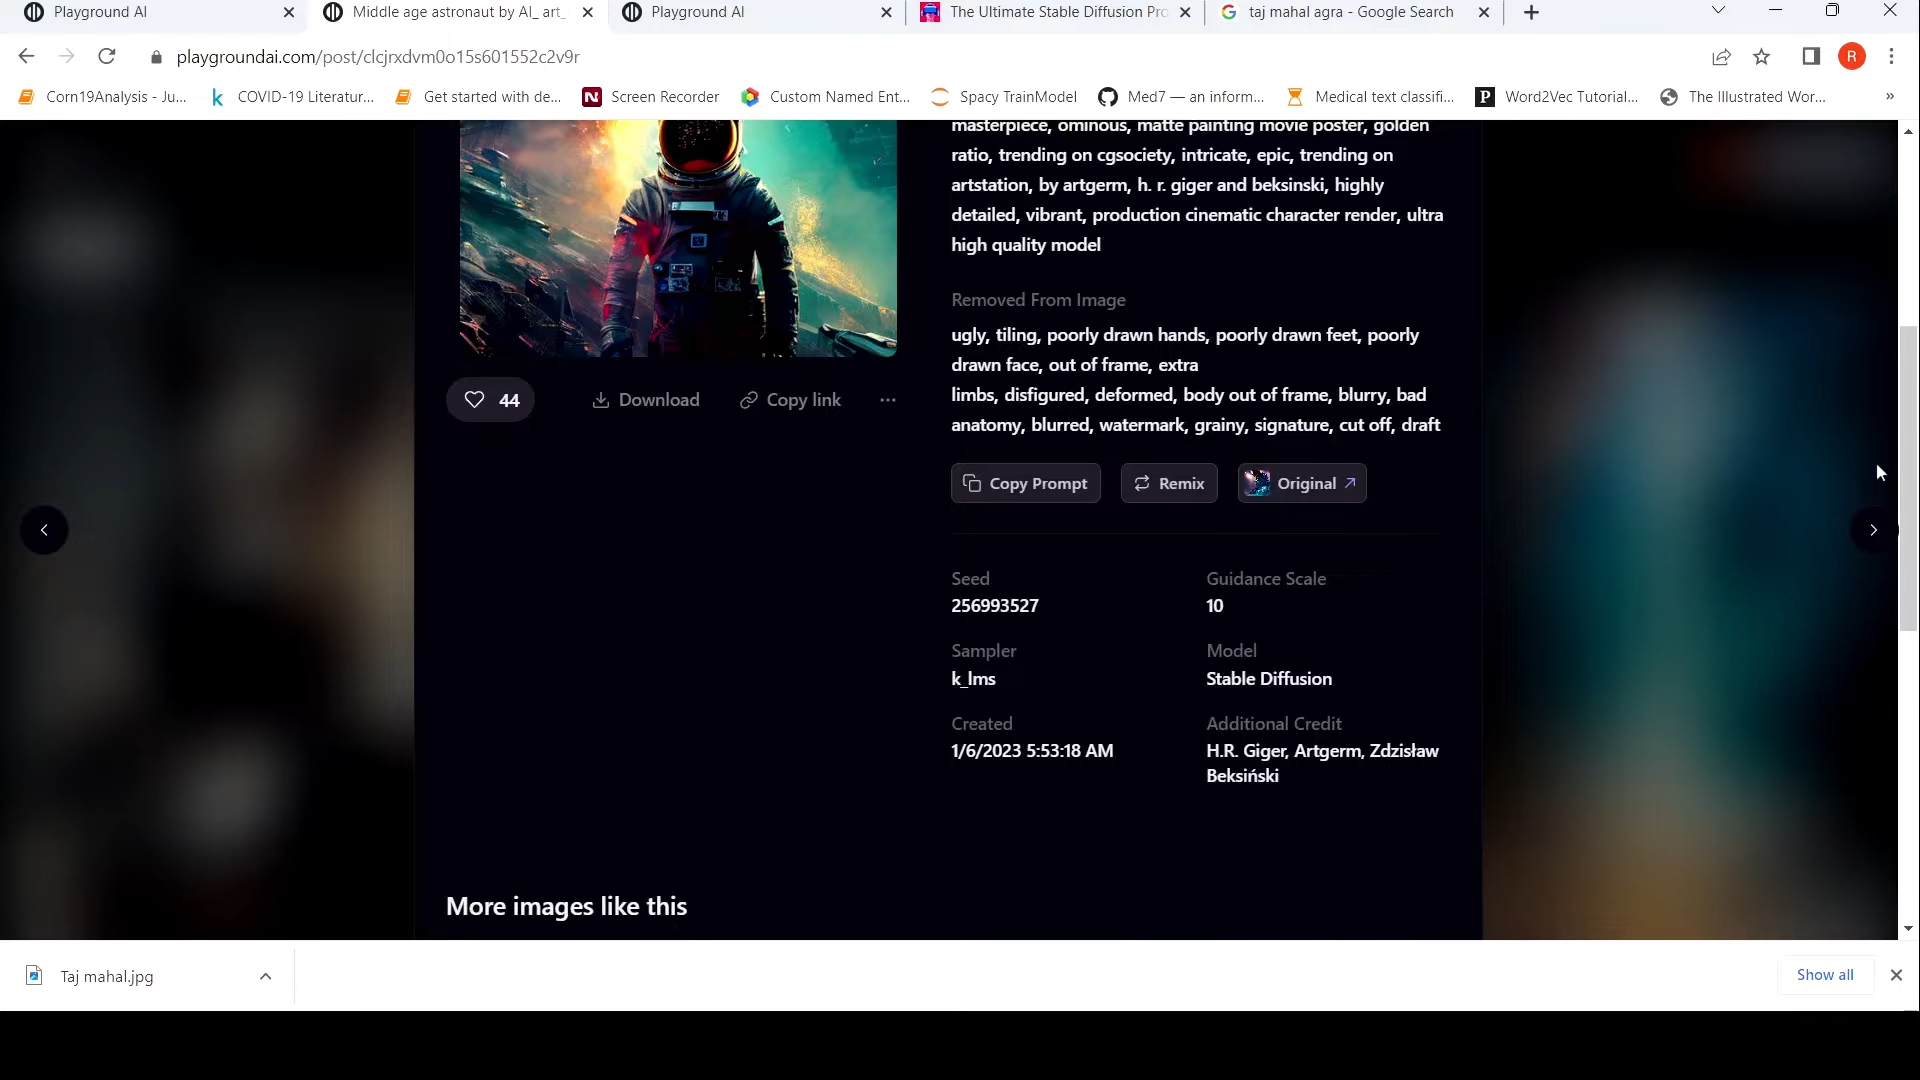 Playground AI
Middle age astronaut by AI_art_
Playground AI
The Ultimate Stable Diffusion Pro
taj mahal agra - Google Search
playgroundai.com/post/clcjrxdvm0o15s601552c2v9r
R
Corn19Analysis - Ju...
COVID-19 Literatur...
Get started with de...
Screen Recorder
Custom Named Ent...
Spacy TrainModel
Med7 — an inform...
Medical text classifi...
Word2Vec Tutorial...
The Illustrated Wor...
»
masterpiece, ominous, matte painting movie poster, golden
ratio, trending on cgsociety, intricate, epic, trending on
artstation, by artgerm, h. r. giger and beksinski, highly
detailed, vibrant, production cinematic character render, ultra
high quality model
Removed From Image
ugly, tiling, poorly drawn hands, poorly drawn feet, poorly
drawn face, out of frame, extra
limbs, disfigured, deformed, body out of frame, blurry, bad
anatomy, blurred, watermark, grainy, signature, cut off, draft
44
Download
Copy link
Copy Prompt
Remix
Original
Seed
256993527
Guidance Scale
10
Sampler
k_lms
Model
Stable Diffusion
Created
1/6/2023 5:53:18 AM
Additional Credit
H.R. Giger, Artgerm, Zdzisław
Beksiński
More images like this
Taj mahal.jpg
Show all